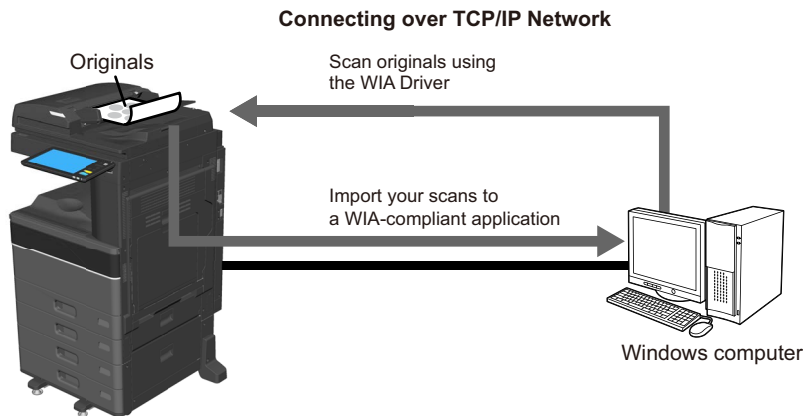 Connecting over TCP/IP Network
Originals
Scan originals using
the WIA Driver
Import your scans to
a WIA-compliant application
Windows computer